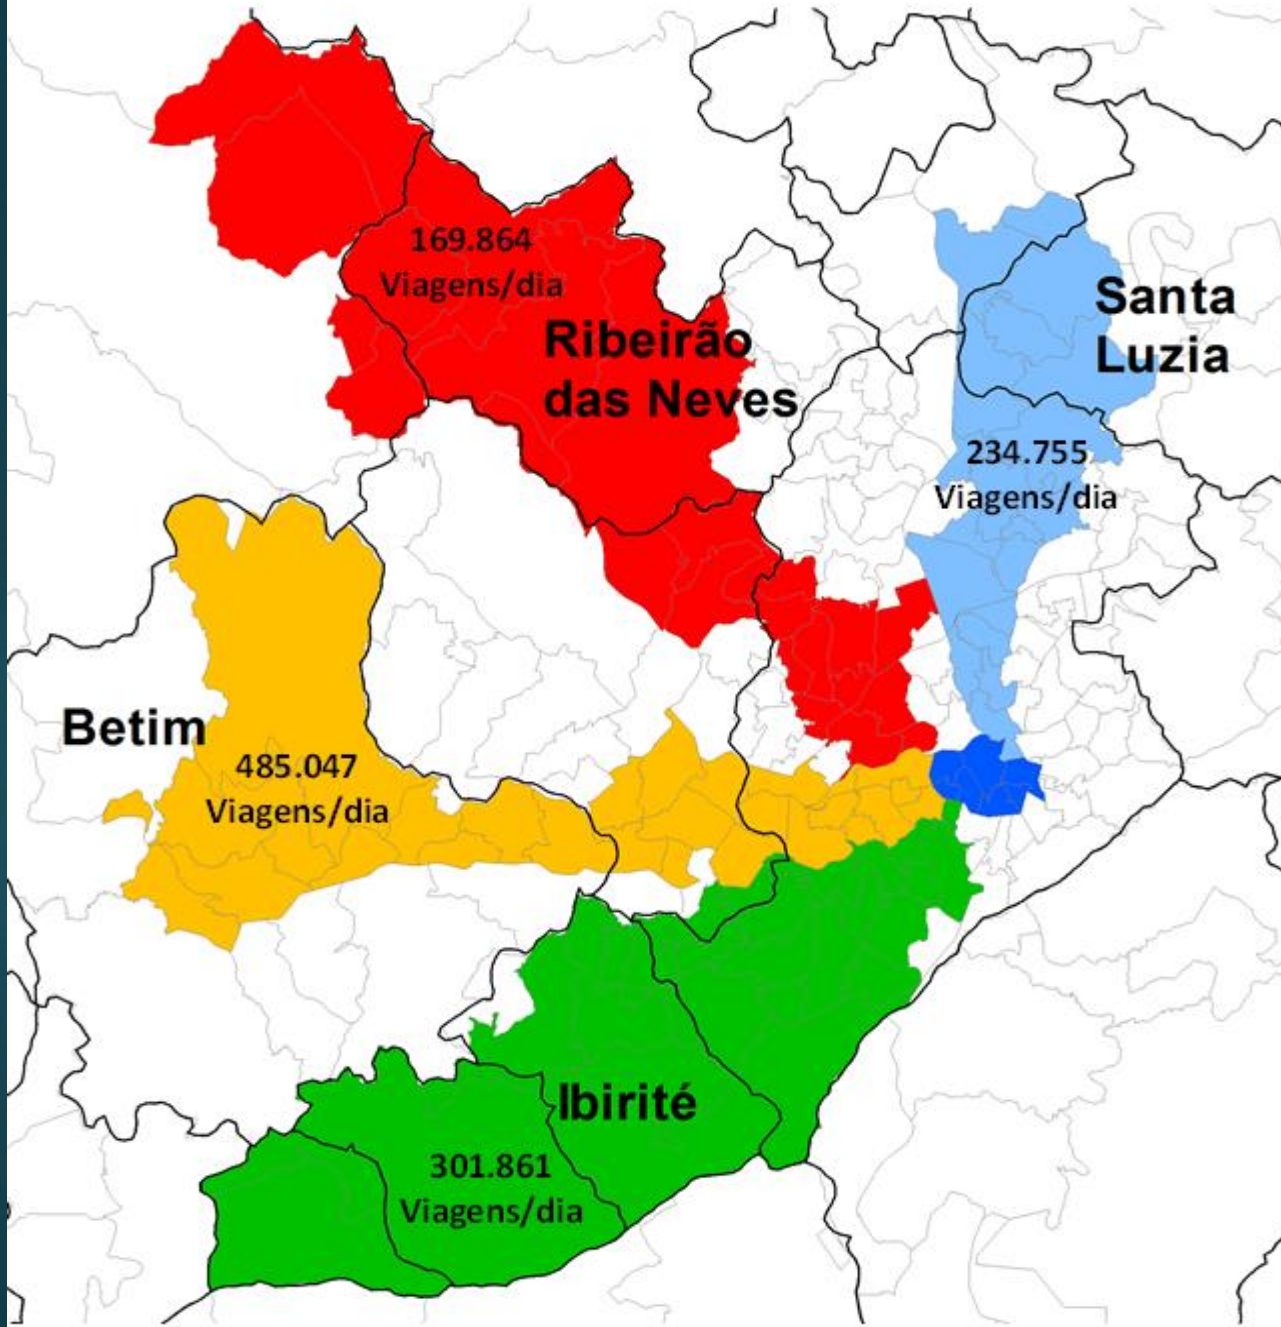 169.864
Viagens/dia
Ribeirão
das Neves
Santa
Luzia
234.755
Viagens/dia
Betim
485.047
Viagens/dia
Ibirité
301.861
Viagens/dia